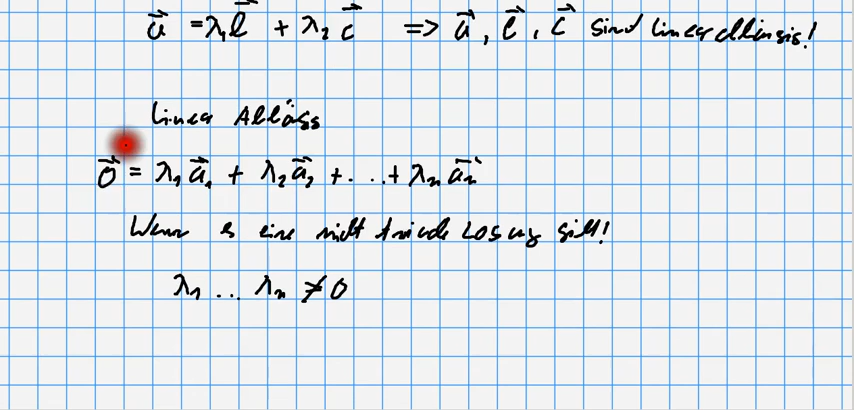 a⃗ = λ₁b⃗ + λ₂c⃗ => a⃗, b⃗, c⃗ sind linear abhängig!
Linear Abhäng
0⃗ = λ₁a⃗₁ + λ₂a⃗₂ + ... + λₙa⃗ₙ
Wenn es eine nicht triviale Lösung gibt!
λ₁ ... λₙ ≠ 0